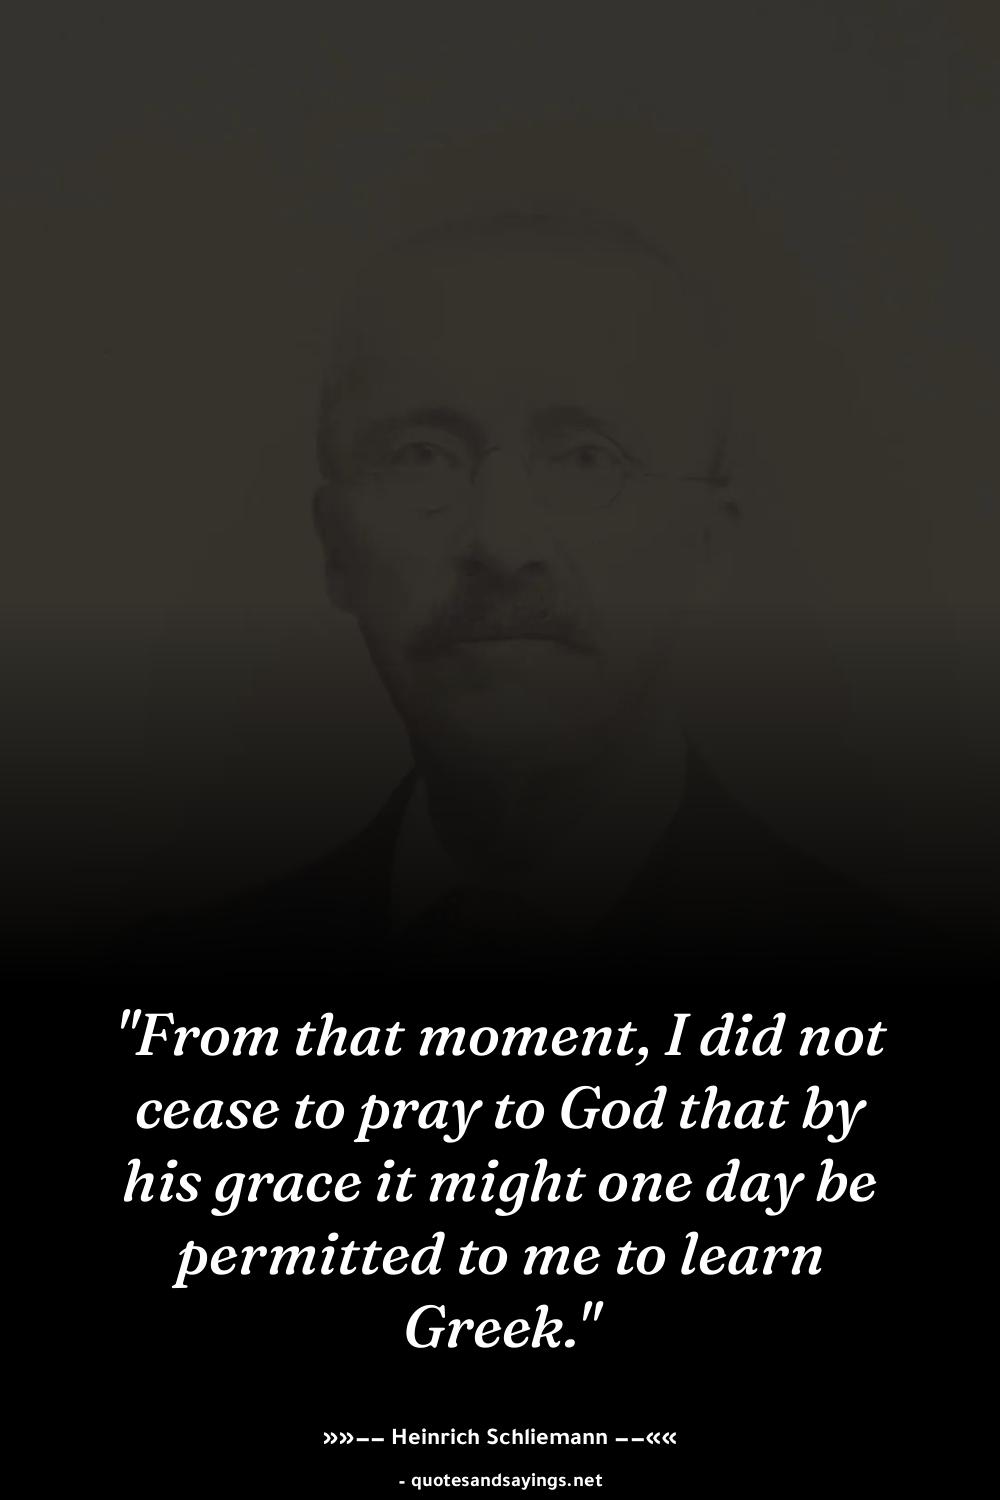 "From that moment, I did not
cease to pray to God that by
his grace it might one day be
permitted to me to learn
Greek."
»»−− Heinrich Schliemann −−««
- quotesandsayings.net